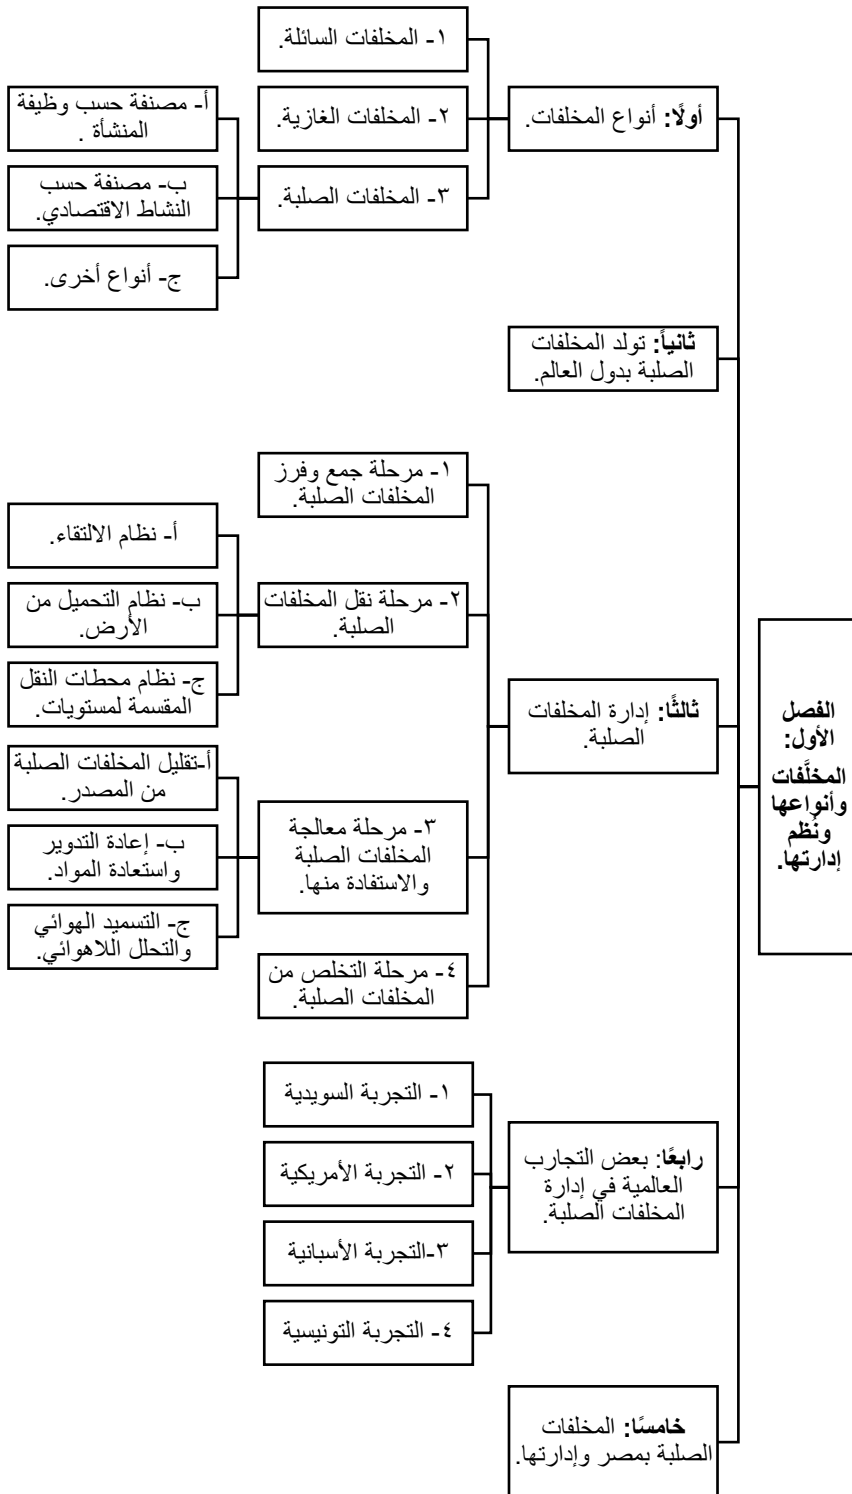 الفصل
الأول:
المخلَّفات
وأنواعها
ونُظم
إدارتها.
أولًا: أنواع المخلفات.
١- المخلفات السائلة.
٢- المخلفات الغازية.
٣- المخلفات الصلبة.
أ- مصنفة حسب وظيفة
المنشأة .
ب- مصنفة حسب
النشاط الاقتصادي.
ج- أنواع أخرى.
ثانياً: تولد المخلفات
الصلبة بدول العالم.
ثالثًا: إدارة المخلفات
الصلبة.
١- مرحلة جمع وفرز
المخلفات الصلبة.
٢- مرحلة نقل المخلفات
الصلبة.
أ- نظام الالتقاء.
ب- نظام التحميل من
الأرض.
ج- نظام محطات النقل
المقسمة لمستويات.
٣- مرحلة معالجة
المخلفات الصلبة
والاستفادة منها.
أ-تقليل المخلفات الصلبة
من المصدر.
ب- إعادة التدوير
واستعادة المواد.
ج- التسميد الهوائي
والتحلل اللاهوائي.
٤- مرحلة التخلص من
المخلفات الصلبة.
رابعًا: بعض التجارب
العالمية في إدارة
المخلفات الصلبة.
١- التجربة السويدية
٢- التجربة الأمريكية
٣-التجربة الأسبانية
٤- التجربة التونيسية
خامسًا: المخلفات
الصلبة بمصر وإدارتها.